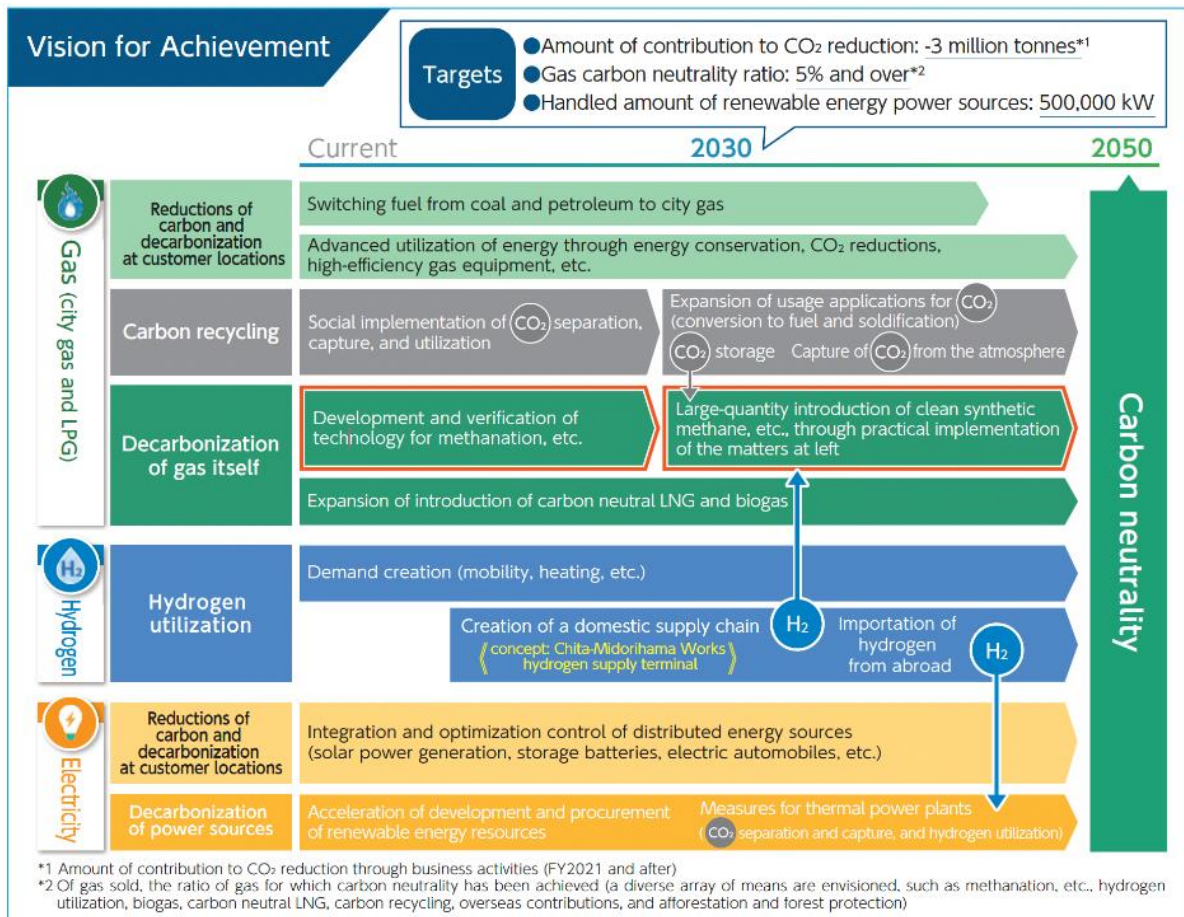 Vision for Achievement
Targets
●Amount of contribution to CO₂ reduction: -3 million tonnes*1
●Gas carbon neutrality ratio: 5% and over*2
●Handled amount of renewable energy power sources: 500,000 kW
Current
2030
2050
Gas (city gas and LPG)
Reductions of
carbon and
decarbonization
at customer locations
Switching fuel from coal and petroleum to city gas
Advanced utilization of energy through energy conservation, CO₂ reductions,
high-efficiency gas equipment, etc.
Carbon recycling
Social implementation of CO₂ separation,
capture, and utilization
Expansion of usage applications for CO₂
(conversion to fuel and soldification)
CO₂ storage Capture of CO₂ from the atmosphere
Decarbonization
of gas itself
Development and verification of
technology for methanation, etc.
Large-quantity introduction of clean synthetic
methane, etc., through practical implementation
of the matters at left
Expansion of introduction of carbon neutral LNG and biogas
H₂
Hydrogen
Hydrogen
utilization
Demand creation (mobility, heating, etc.)
Creation of a domestic supply chain
《concept: Chita-Midorihama Works
hydrogen supply terminal》
H₂
Importation of
hydrogen
from abroad
H₂
Electricity
Reductions of
carbon and
decarbonization
at customer locations
Integration and optimization control of distributed energy sources
(solar power generation, storage batteries, electric automobiles, etc.)
Decarbonization
of power sources
Acceleration of development and procurement
of renewable energy resources
Measures for thermal power plants
(CO₂ separation and capture, and hydrogen utilization)
Carbon neutrality
*1 Amount of contribution to CO₂ reduction through business activities (FY2021 and after)
*2 Of gas sold, the ratio of gas for which carbon neutrality has been achieved (a diverse array of means are envisioned, such as methanation, etc., hydrogen
utilization, biogas, carbon neutral LNG, carbon recycling, overseas contributions, and afforestation and forest protection)